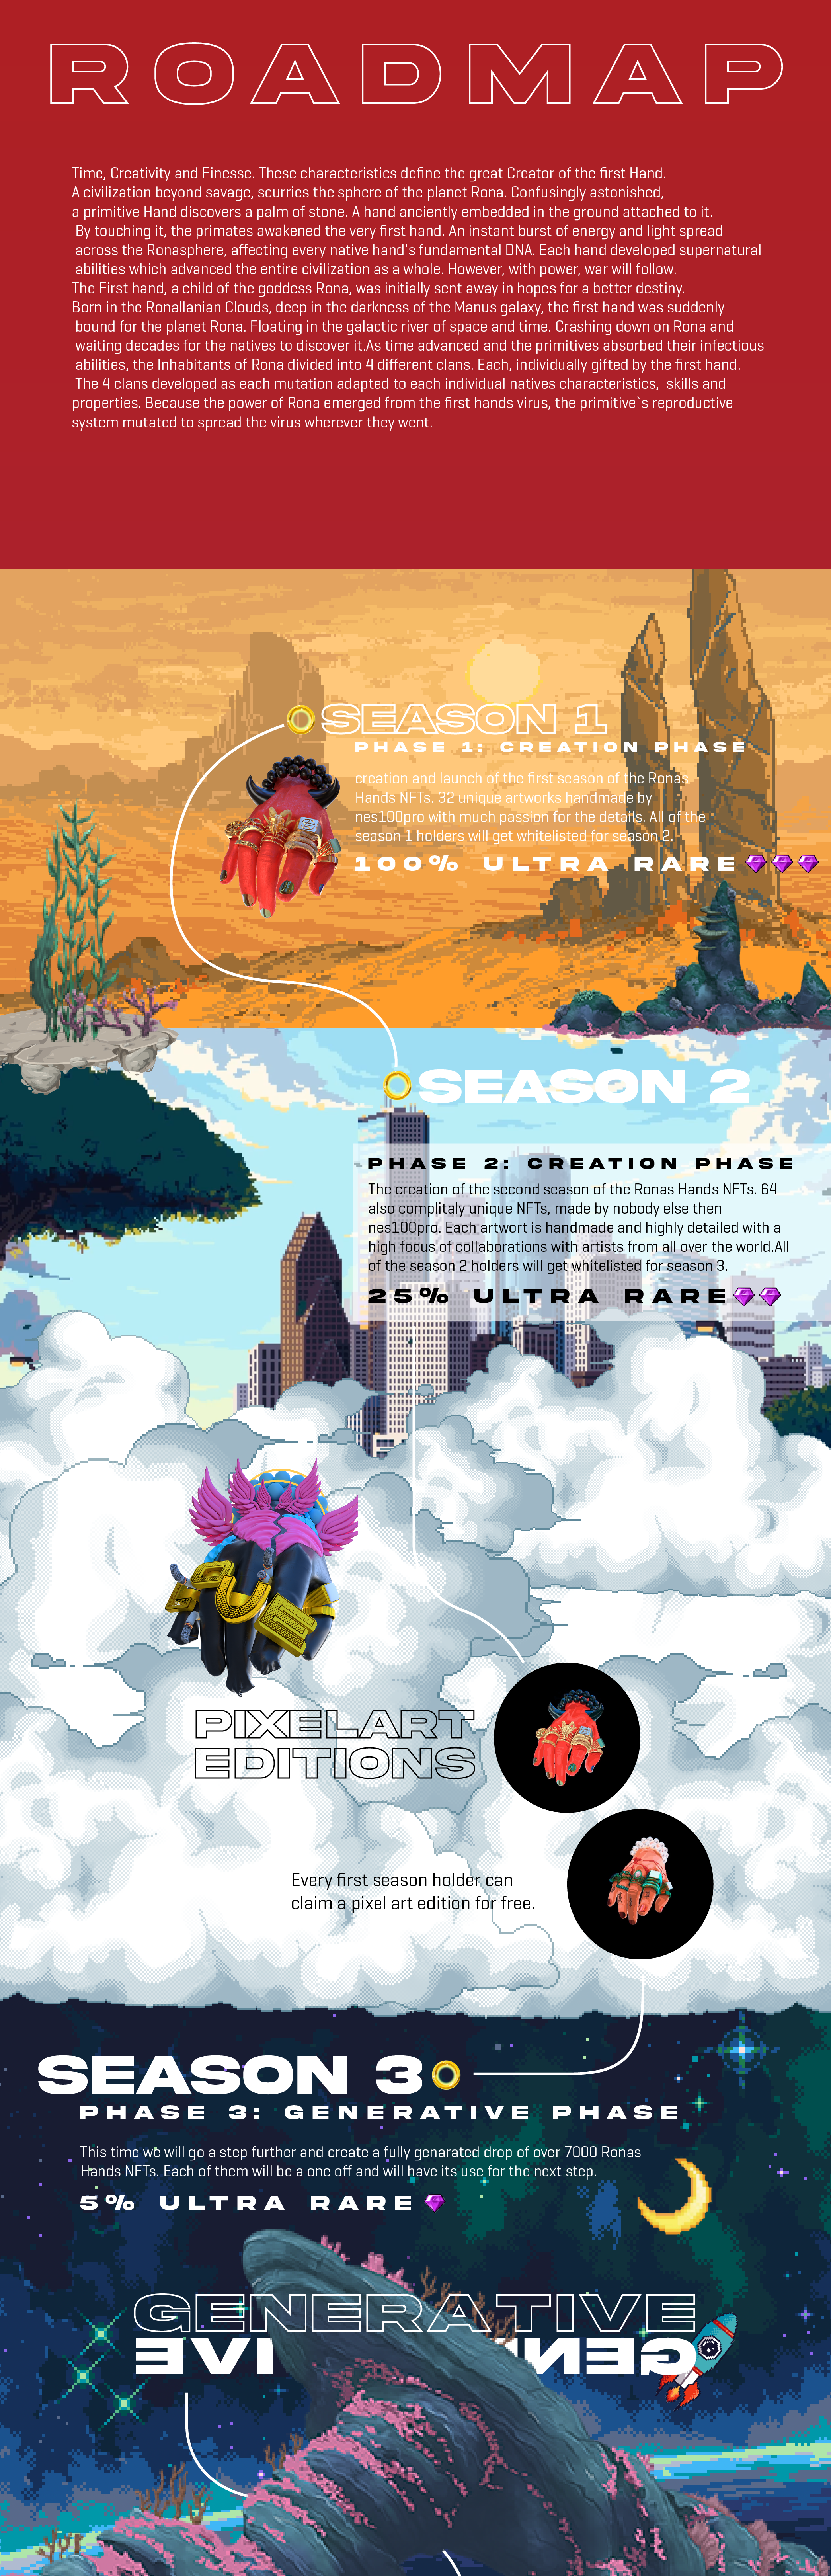 ROADMAP
Time, Creativity and Finesse. These characteristics define the great Creator of the first Hand.
A civilization beyond savage, scurries the sphere of the planet Rona. Confusingly astonished,
a primitive Hand discovers a palm of stone. A hand anciently embedded in the ground attached to it.
By touching it, the primates awakened the very first hand. An instant burst of energy and light spread
across the Ronasphere, affecting every native hand's fundamental DNA. Each hand developed supernatural
abilities which advanced the entire civilization as a whole. However, with power, war will follow.
The First hand, a child of the goddess Rona, was initially sent away in hopes for a better destiny.
Born in the Ronallanian Clouds, deep in the darkness of the Manus galaxy, the first hand was suddenly
bound for the planet Rona. Floating in the galactic river of space and time. Crashing down on Rona and
waiting decades for the natives to discover it.As time advanced and the primitives absorbed their infectious
abilities, the Inhabitants of Rona divided into 4 different clans. Each, individually gifted by the first hand.
The 4 clans developed as each mutation adapted to each individual natives characteristics, skills and
properties. Because the power of Rona emerged from the first hands virus, the primitive`s reproductive
system mutated to spread the virus wherever they went.
SEASON 1
PHASE 1: CREATION PHASE
creation and launch of the first season of the Ronas
Hands NFTs. 32 unique artworks handmade by
nes100pro with much passion for the details. All of the
season 1 holders will get whitelisted for season 2.
100% ULTRA RARE
SEASON 2
PHASE 2: CREATION PHASE
The creation of the second season of the Ronas Hands NFTs. 64
also complitaly unique NFTs, made by nobody else then
nes100pro. Each artwort is handmade and highly detailed with a
high focus of collaborations with artists from all over the world.All
of the season 2 holders will get whitelisted for season 3.
25% ULTRA RARE
PIXELART
EDITIONS
Every first season holder can
claim a pixel art edition for free.
SEASON 3
PHASE 3: GENERATIVE PHASE
This time we will go a step further and create a fully genarated drop of over 7000 Ronas
Hands NFTs. Each of them will be a one off and will have its use for the next step.
5% ULTRA RARE
GENERATIVE